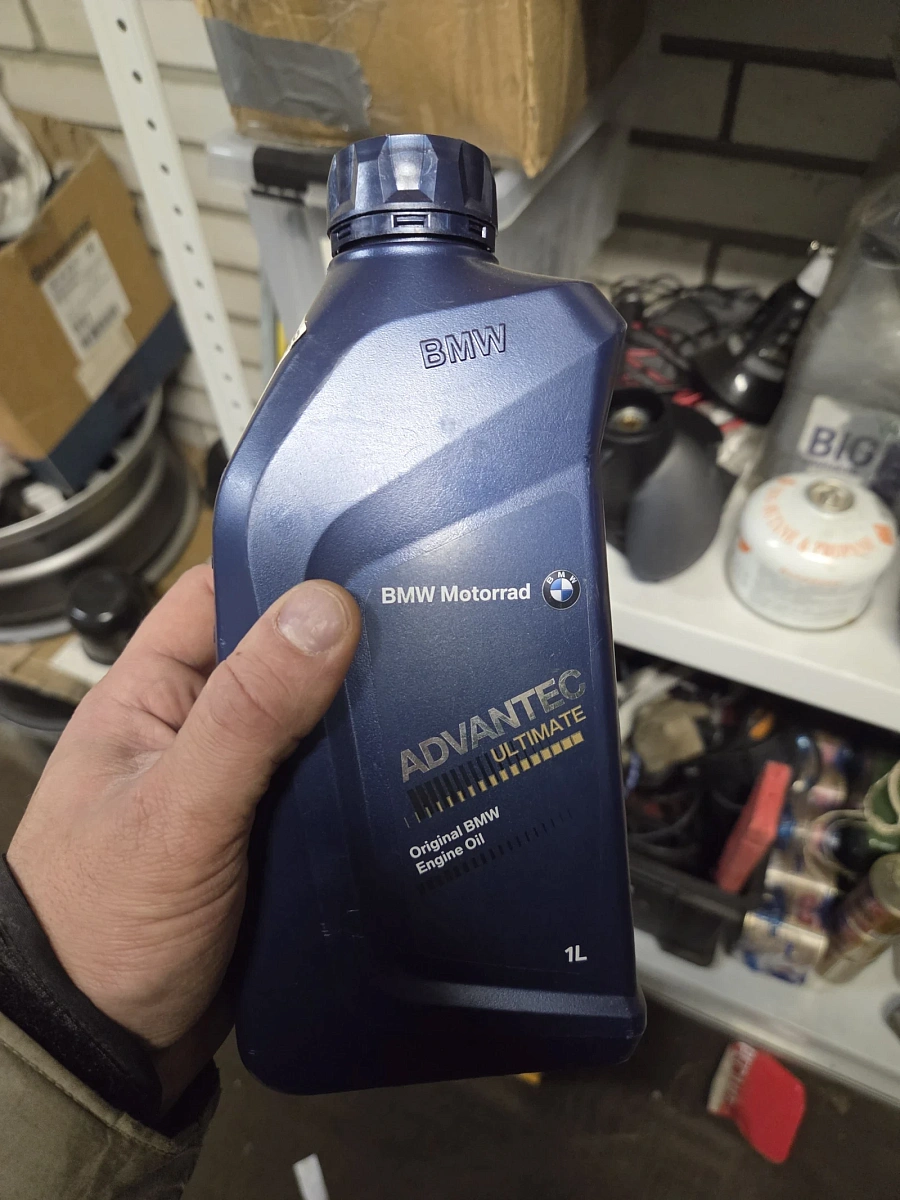 BMW
BMW Motorrad
BMW
ADVANTEC
ULTIMATE
Original BMW
Engine Oil
1L
BIG